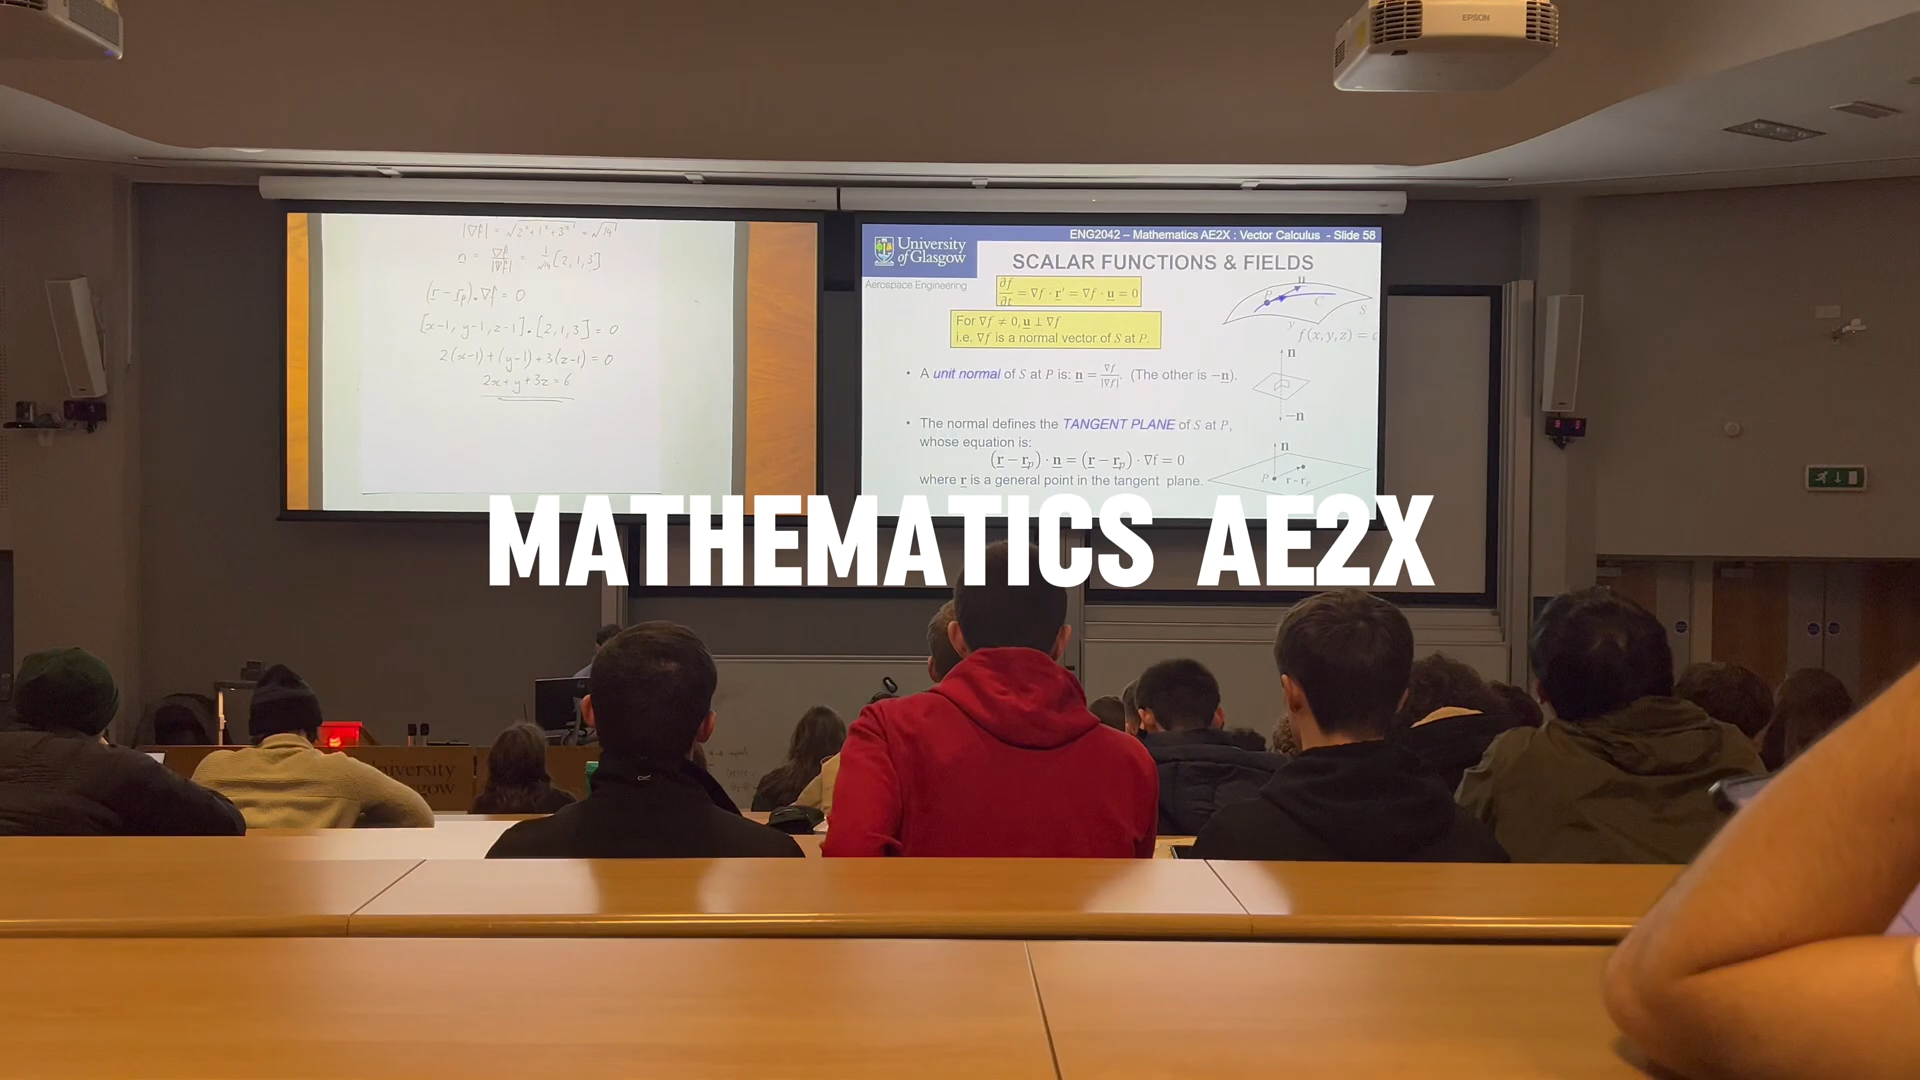 EPSON
|∇f| = √2²+1²+3² = √14
n = ∇f/|∇f| = 1/√14 [2,1,3]
(r-rₚ).∇f = 0
[x-1, y-1, z-1].[2,1,3] = 0
2(x-1)+(y-1)+3(z-1) = 0
2x+y+3z = 6
University of Glasgow
Aerospace Engineering
ENG2042 – Mathematics AE2X : Vector Calculus - Slide 58
SCALAR FUNCTIONS & FIELDS
∂f/∂t = ∇f · r' = ∇f · u = 0
For ∇f ≠ 0, u ⊥ ∇f
i.e. ∇f is a normal vector of S at P.
n
P
C
S
y
f(x, y, z) = c
• A unit normal of S at P is: n = ∇f/|∇f|. (The other is −n).
n
−n
• The normal defines the TANGENT PLANE of S at P,
whose equation is:
(r − rₚ) · n = (r − rₚ) · ∇f = 0
where r is a general point in the tangent plane.
n
P
r - rₚ
MATHEMATICS AE2X